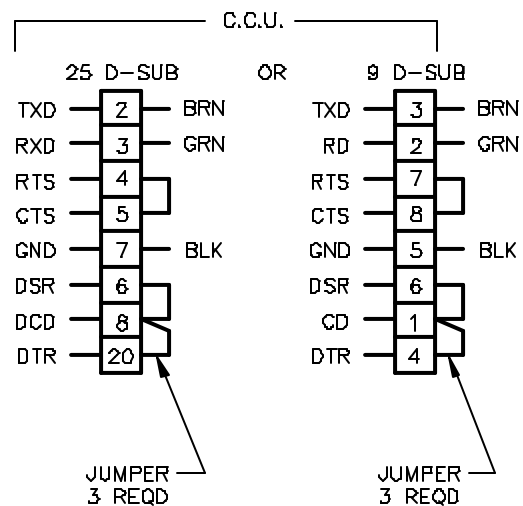 C.C.U.
25 D-SUB OR 9 D-SUB
TXD 2 BRN TXD 3 BRN
RXD 3 GRN RD 2 GRN
RTS 4 RTS 7
CTS 5 CTS 8
GND 7 BLK GND 5 BLK
DSR 6 DSR 6
DCD 8 CD 1
DTR 20 DTR 4
JUMPER JUMPER
3 REQD 3 REQD